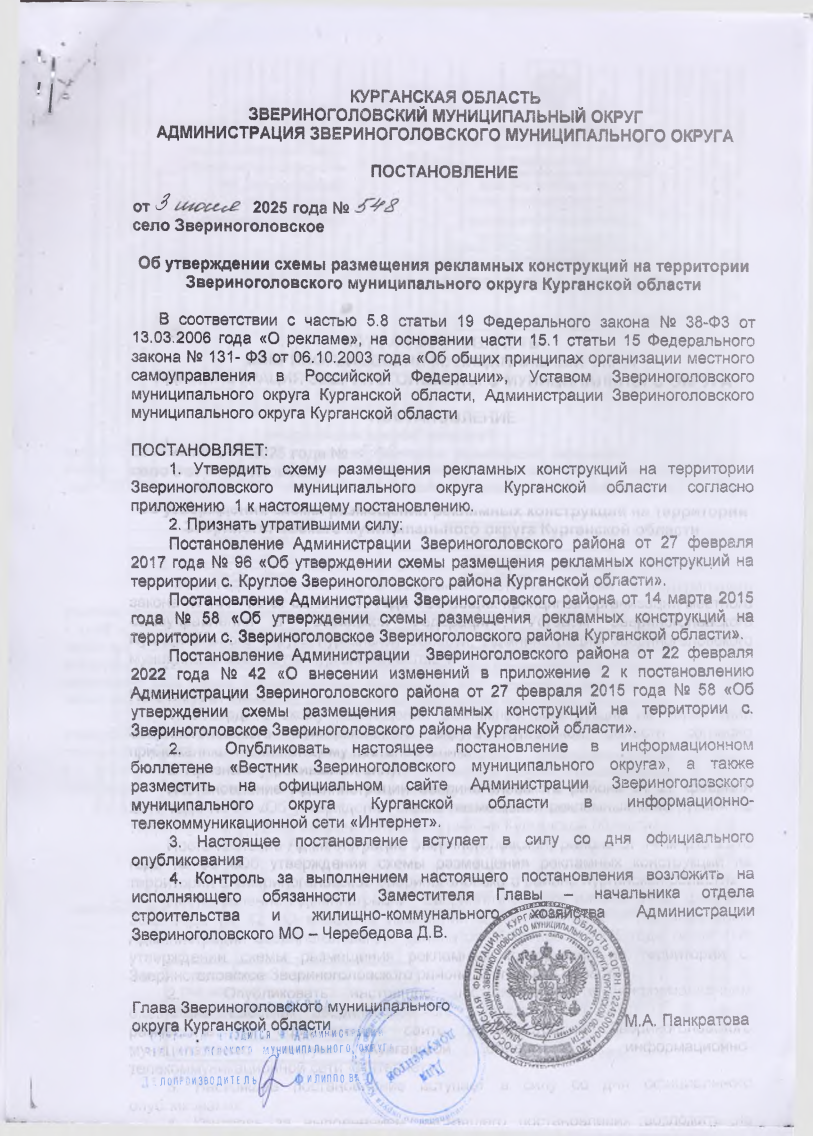 КУРГАНСКАЯ ОБЛАСТЬ
ЗВЕРИНОГОЛОВСКИЙ МУНИЦИПАЛЬНЫЙ ОКРУГ
АДМИНИСТРАЦИЯ ЗВЕРИНОГОЛОВСКОГО МУНИЦИПАЛЬНОГО ОКРУГА
ПОСТАНОВЛЕНИЕ
от 3 июля 2025 года № 548
село Звериноголовское
Об утверждении схемы размещения рекламных конструкций на территории
Звериноголовского муниципального округа Курганской области
В соответствии с частью 5.8 статьи 19 Федерального закона № 38-ФЗ от
13.03.2006 года «О рекламе», на основании части 15.1 статьи 15 Федерального
закона № 131- ФЗ от 06.10.2003 года «Об общих принципах организации местного
самоуправления в Российской Федерации», Уставом Звериноголовского
муниципального округа Курганской области, Администрации Звериноголовского
муниципального округа Курганской области
ПОСТАНОВЛЯЕТ:
1. Утвердить схему размещения рекламных конструкций на территории
Звериноголовского муниципального округа Курганской области согласно
приложению 1 к настоящему постановлению.
2. Признать утратившими силу:
Постановление Администрации Звериноголовского района от 27 февраля
2017 года № 96 «Об утверждении схемы размещения рекламных конструкций на
территории с. Круглое Звериноголовского района Курганской области».
Постановление Администрации Звериноголовского района от 14 марта 2015
года № 58 «Об утверждении схемы размещения рекламных конструкций на
территории с. Звериноголовское Звериноголовского района Курганской области».
Постановление Администрации Звериноголовского района от 22 февраля
2022 года № 42 «О внесении изменений в приложение 2 к постановлению
Администрации Звериноголовского района от 27 февраля 2015 года № 58 «Об
утверждении схемы размещения рекламных конструкций на территории с.
Звериноголовское Звериноголовского района Курганской области».
2. Опубликовать настоящее постановление в информационном
бюллетене «Вестник Звериноголовского муниципального округа», а также
разместить на официальном сайте Администрации Звериноголовского
муниципального округа Курганской области в информационно-
телекоммуникационной сети «Интернет».
3. Настоящее постановление вступает в силу со дня официального
опубликования
4. Контроль за выполнением настоящего постановления возложить на
исполняющего обязанности Заместителя Главы – начальника отдела
строительства и жилищно-коммунального хозяйства Администрации
Звериноголовского МО – Черебедова Д.В.
Глава Звериноголовского муниципального
округа Курганской области
М.А. Панкратова
МУНИЦИПАЛЬНОГО ОКРУГА
ДЕЛОПРОИЗВОДИТЕЛЬ
Для
документов